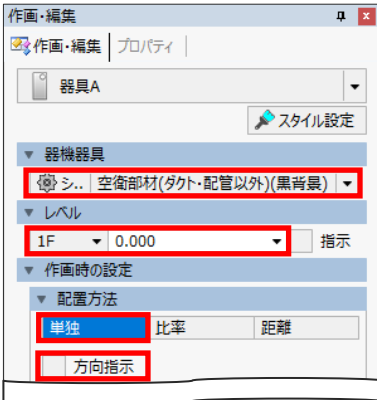 作画・編集
作画・編集 プロパティ
器具A
スタイル設定
器機器具
シ.. 空衛部材(ダクト・配管以外)(黒背景)
レベル
1F 0.000 指示
作画時の設定
配置方法
単独 比率 距離
方向指示